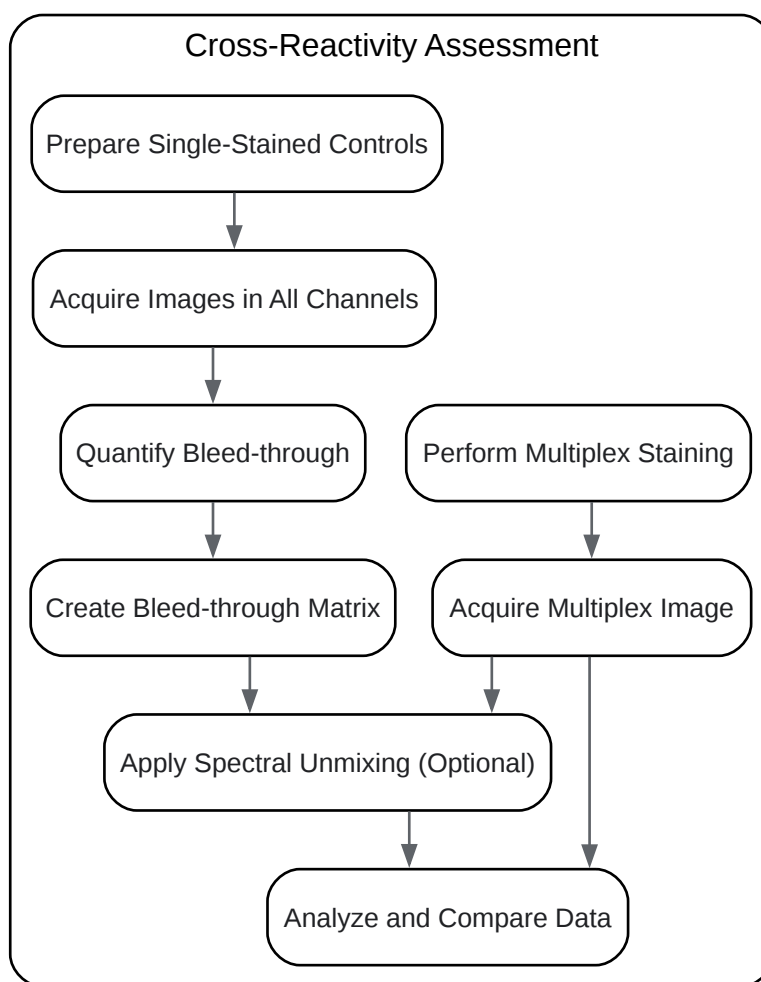 Cross-Reactivity Assessment
Prepare Single-Stained Controls
Acquire Images in All Channels
Quantify Bleed-through
Perform Multiplex Staining
Create Bleed-through Matrix
Acquire Multiplex Image
Apply Spectral Unmixing (Optional)
Analyze and Compare Data